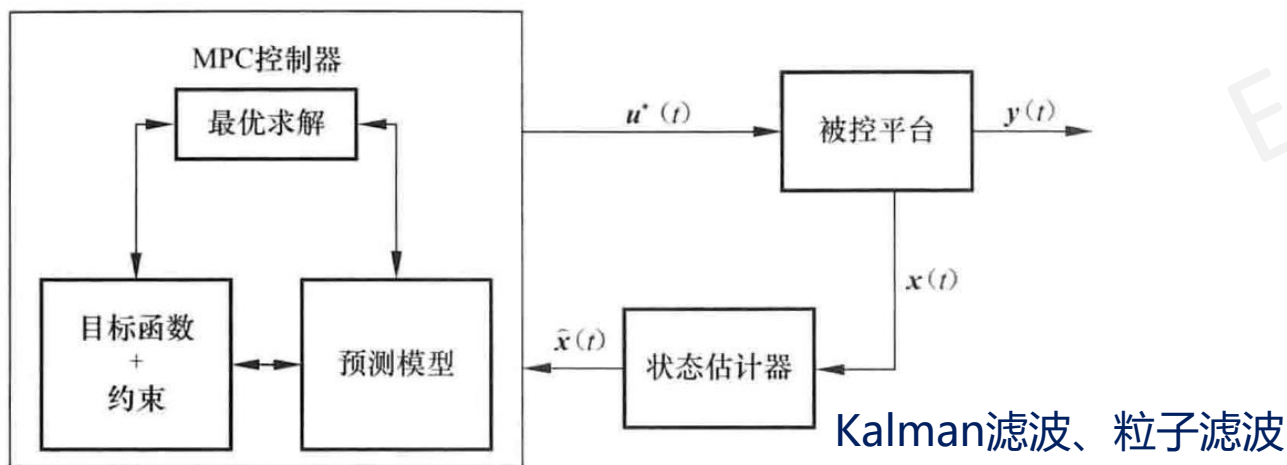 MPC控制器
最优求解
u*(t)
被控平台
y(t)
x(t)
目标函数
+
约束
预测模型
x̂(t)
状态估计器
Kalman滤波、粒子滤波
E